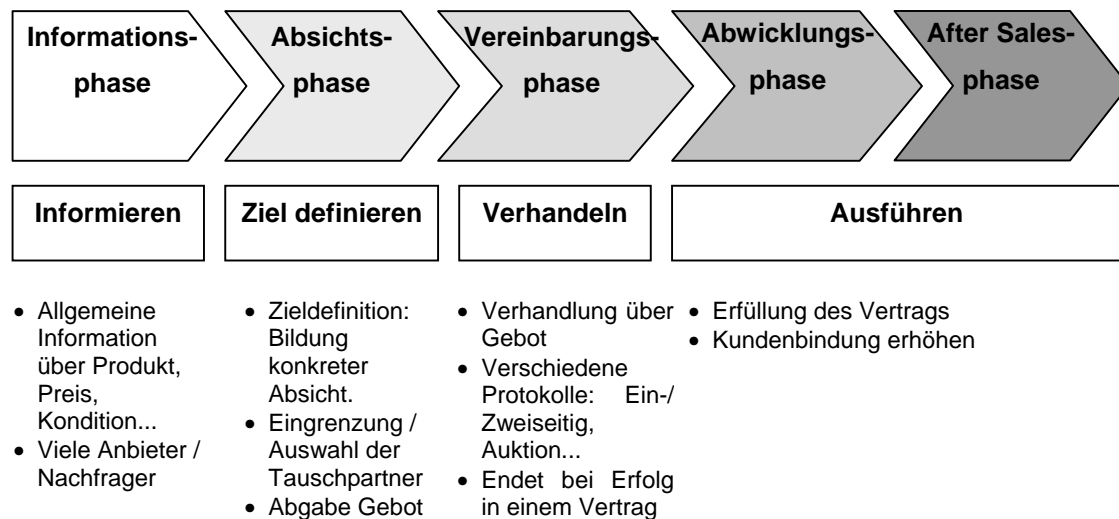 Informations-
phase
Absichts-
phase
Vereinbarungs-
phase
Abwicklungs-
phase
After Sales-
phase
Informieren
Ziel definieren
Verhandeln
Ausführen
• Allgemeine
Information
über Produkt,
Preis,
Kondition...
• Viele Anbieter /
Nachfrager
• Zieldefinition:
Bildung
konkreter
Absicht.
• Eingrenzung /
Auswahl der
Tauschpartner
• Abgabe Gebot
• Verhandlung über
Gebot
• Verschiedene
Protokolle: Ein-/
Zweiseitig,
Auktion...
• Endet bei Erfolg
in einem Vertrag
• Erfüllung des Vertrags
• Kundenbindung erhöhen